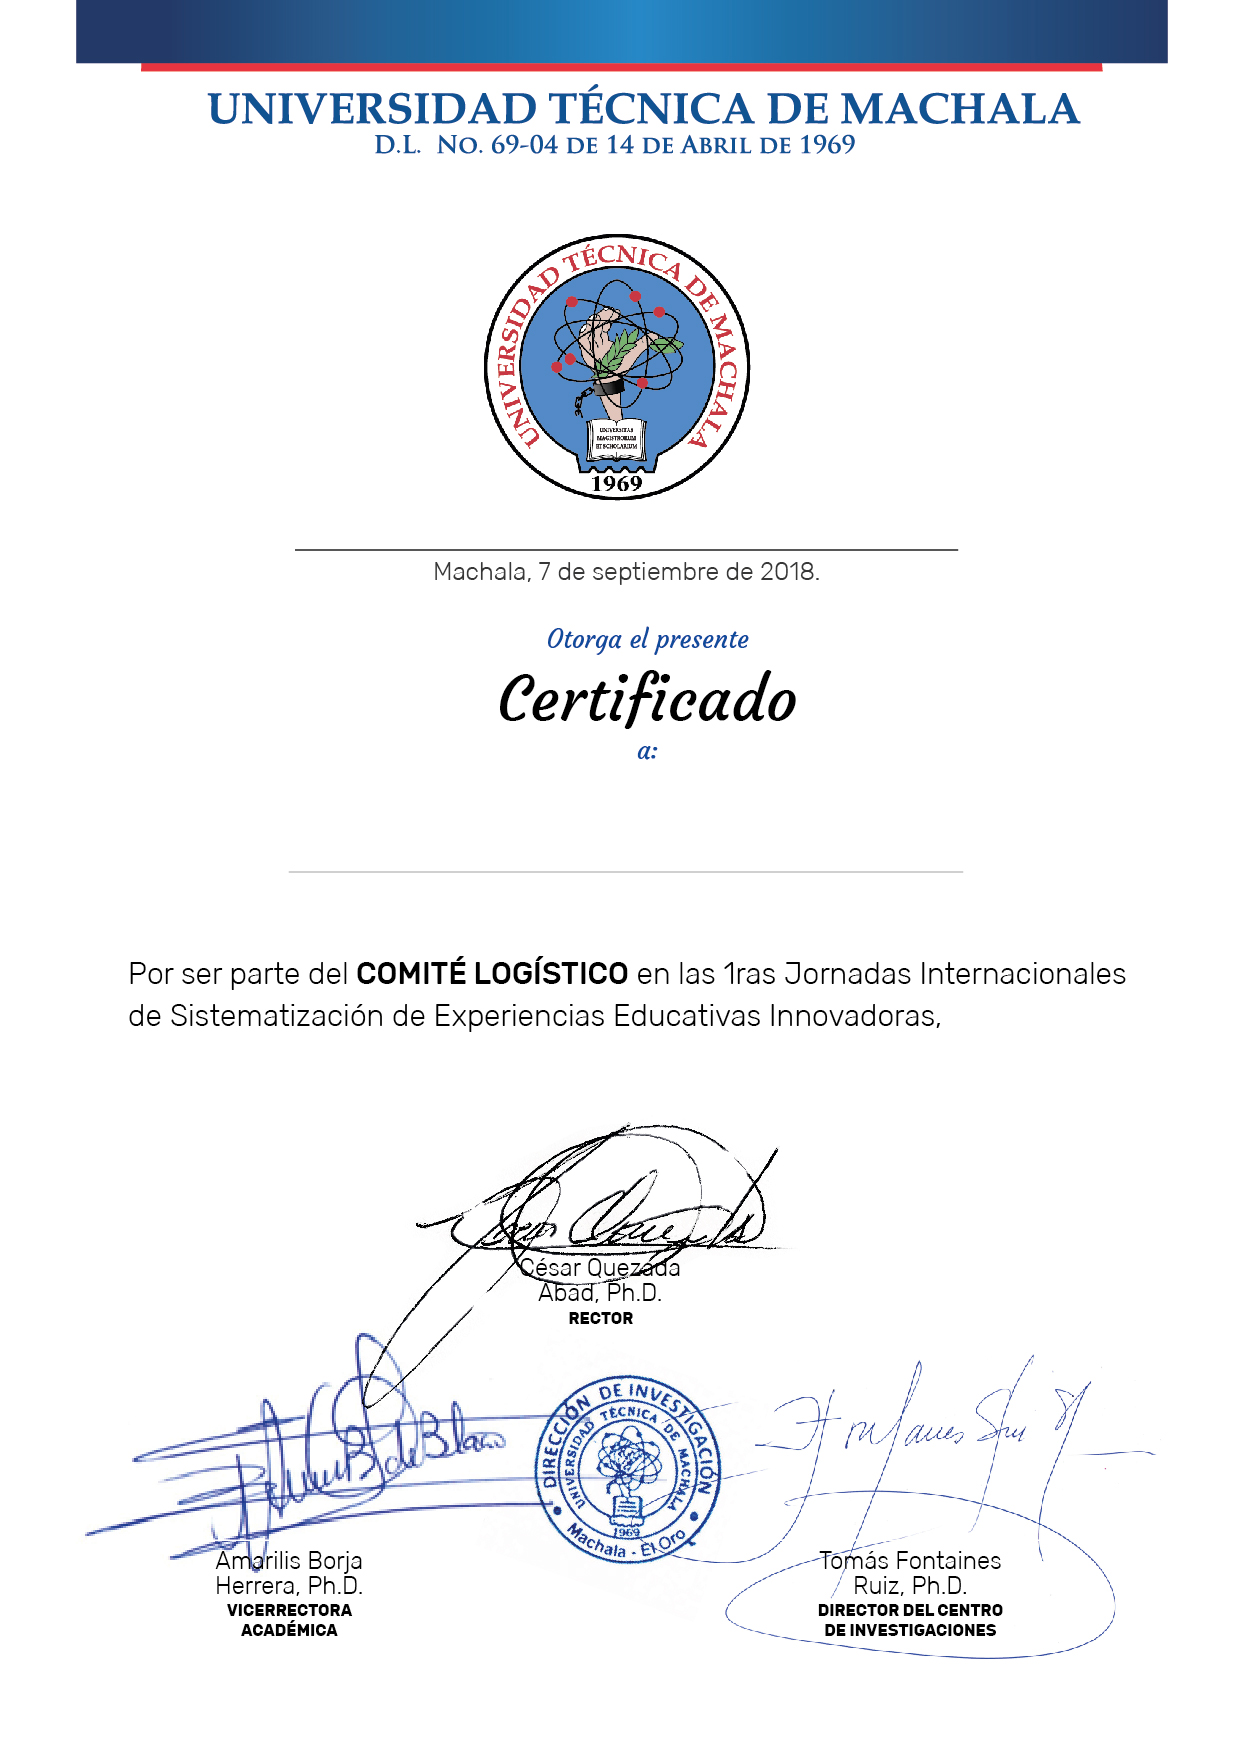 UNIVERSIDAD TÉCNICA DE MACHALA
D.L. No. 69-04 DE 14 DE ABRIL DE 1969
UNIVERSIDAD TÉCNICA DE MACHALA
UNIVERSITAS
MAGISTRORUM
ET SCHOLARIUM
1969
Machala, 7 de septiembre de 2018.
Otorga el presente
Certificado
a:
Por ser parte del COMITÉ LOGÍSTICO en las 1ras Jornadas Internacionales
de Sistematización de Experiencias Educativas Innovadoras,
César Quezada
Abad, Ph.D.
RECTOR
DIRECCIÓN DE INVESTIGACIÓN
UNIVERSIDAD TÉCNICA DE MACHALA
1969
Machala - El Oro
Amarilis Borja
Herrera, Ph.D.
VICERRECTORA
ACADÉMICA
Tomás Fontaines
Ruiz, Ph.D.
DIRECTOR DEL CENTRO
DE INVESTIGACIONES